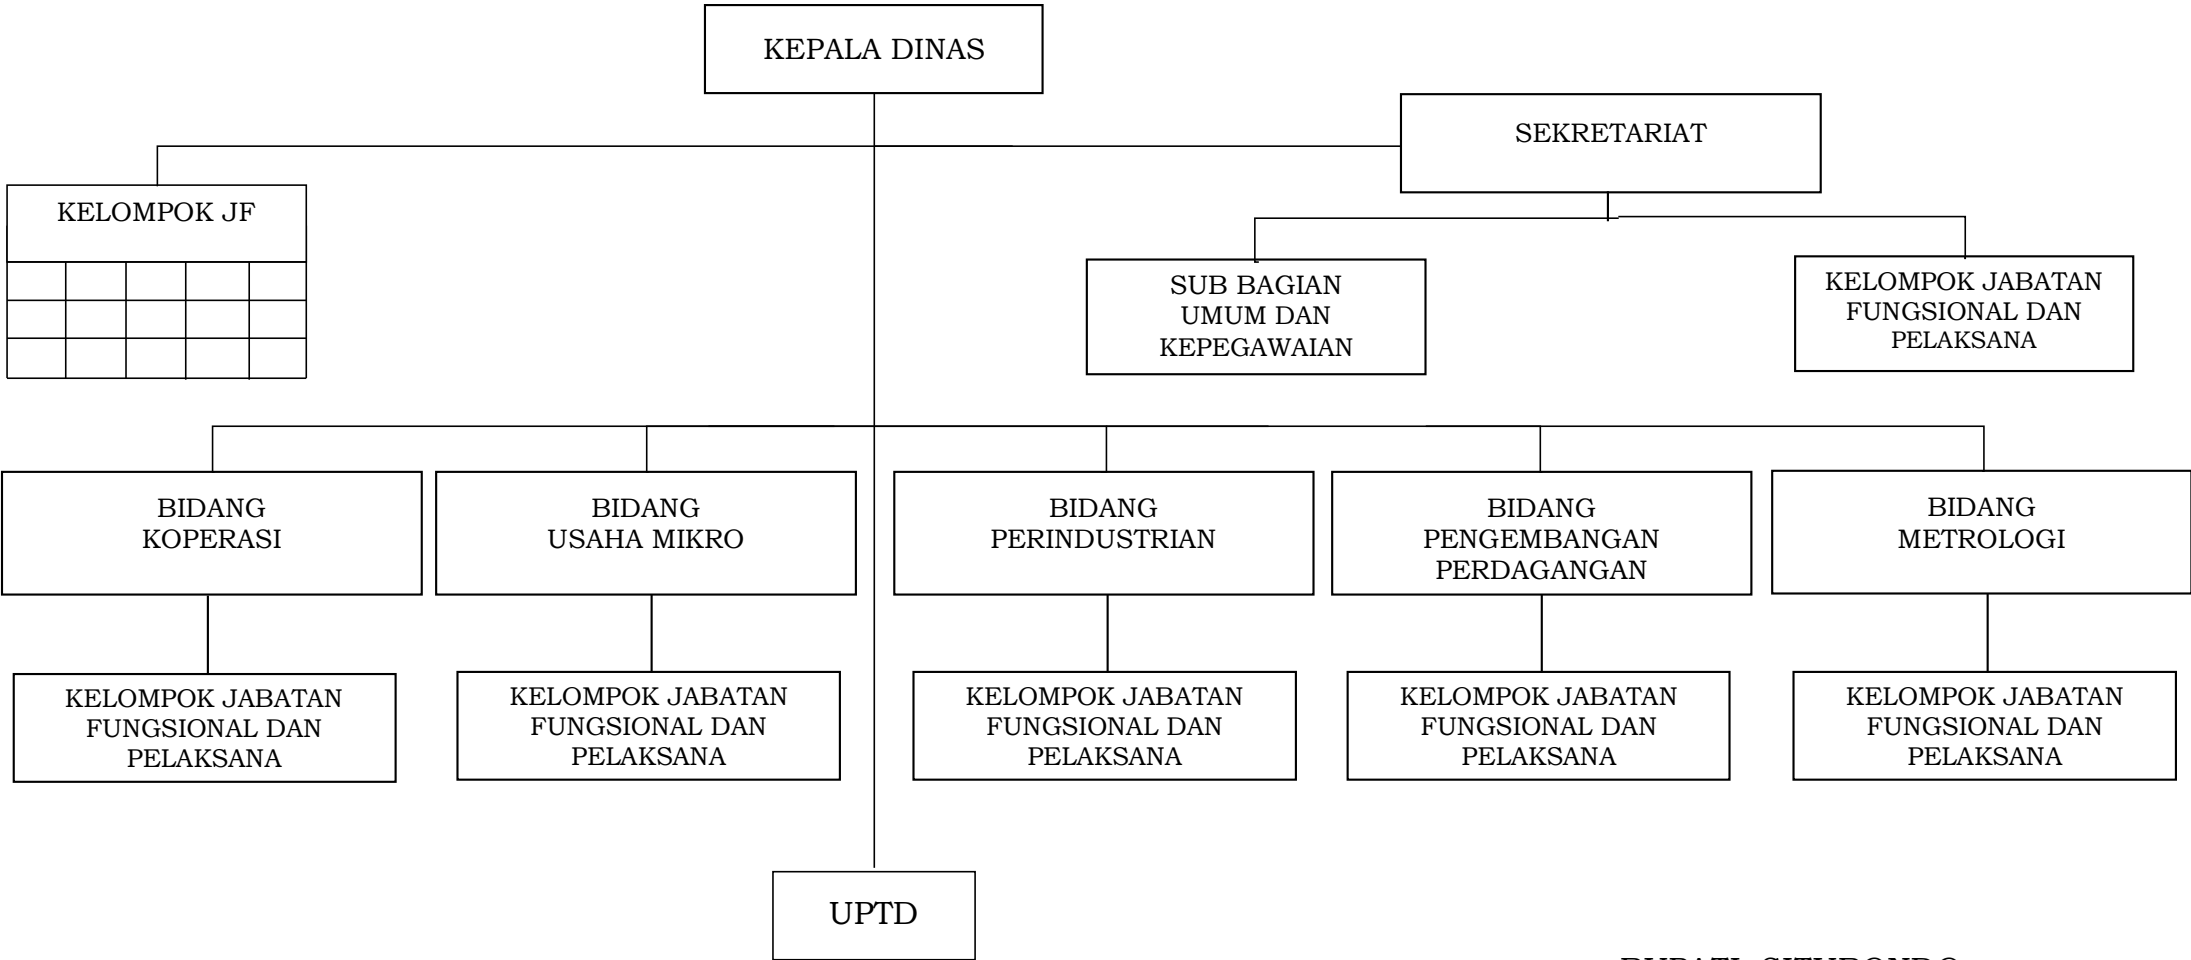 KEPALA DINAS
SEKRETARIAT
KELOMPOK JF
SUB BAGIAN
UMUM DAN
KEPEGAWAIAN
KELOMPOK JABATAN
FUNGSIONAL DAN
PELAKSANA
BIDANG
KOPERASI
BIDANG
USAHA MIKRO
BIDANG
PERINDUSTRIAN
BIDANG
PENGEMBANGAN
PERDAGANGAN
BIDANG
METROLOGI
KELOMPOK JABATAN
FUNGSIONAL DAN
PELAKSANA
KELOMPOK JABATAN
FUNGSIONAL DAN
PELAKSANA
KELOMPOK JABATAN
FUNGSIONAL DAN
PELAKSANA
KELOMPOK JABATAN
FUNGSIONAL DAN
PELAKSANA
KELOMPOK JABATAN
FUNGSIONAL DAN
PELAKSANA
UPTD